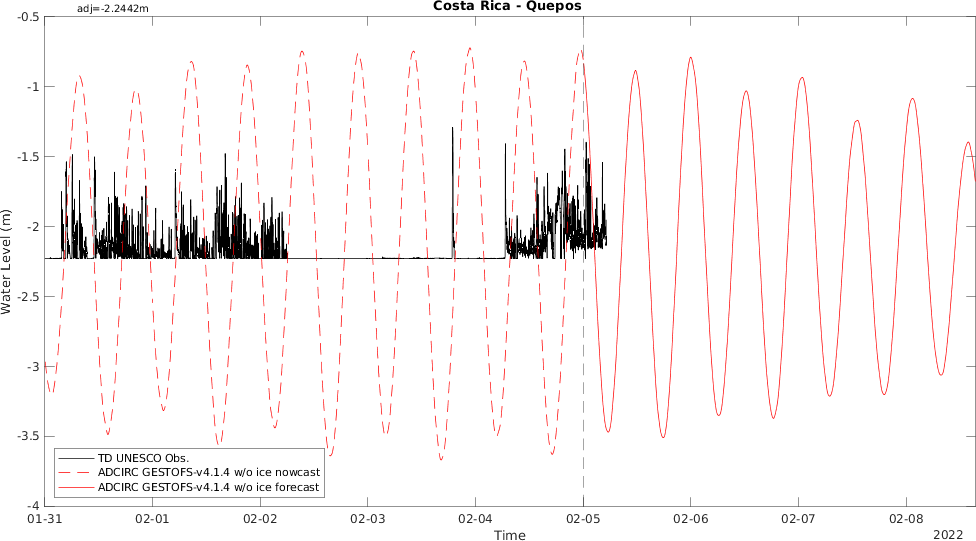 adj=-2.2442m
Costa Rica - Quepos
-0.5
-1
-1.5
-2
-2.5
-3
-3.5
-4
Water Level (m)
TD UNESCO Obs.
ADCIRC GESTOFS-v4.1.4 w/o ice nowcast
ADCIRC GESTOFS-v4.1.4 w/o ice forecast
01-31 02-01 02-02 02-03 02-04 02-05 02-06 02-07 02-08
Time
2022